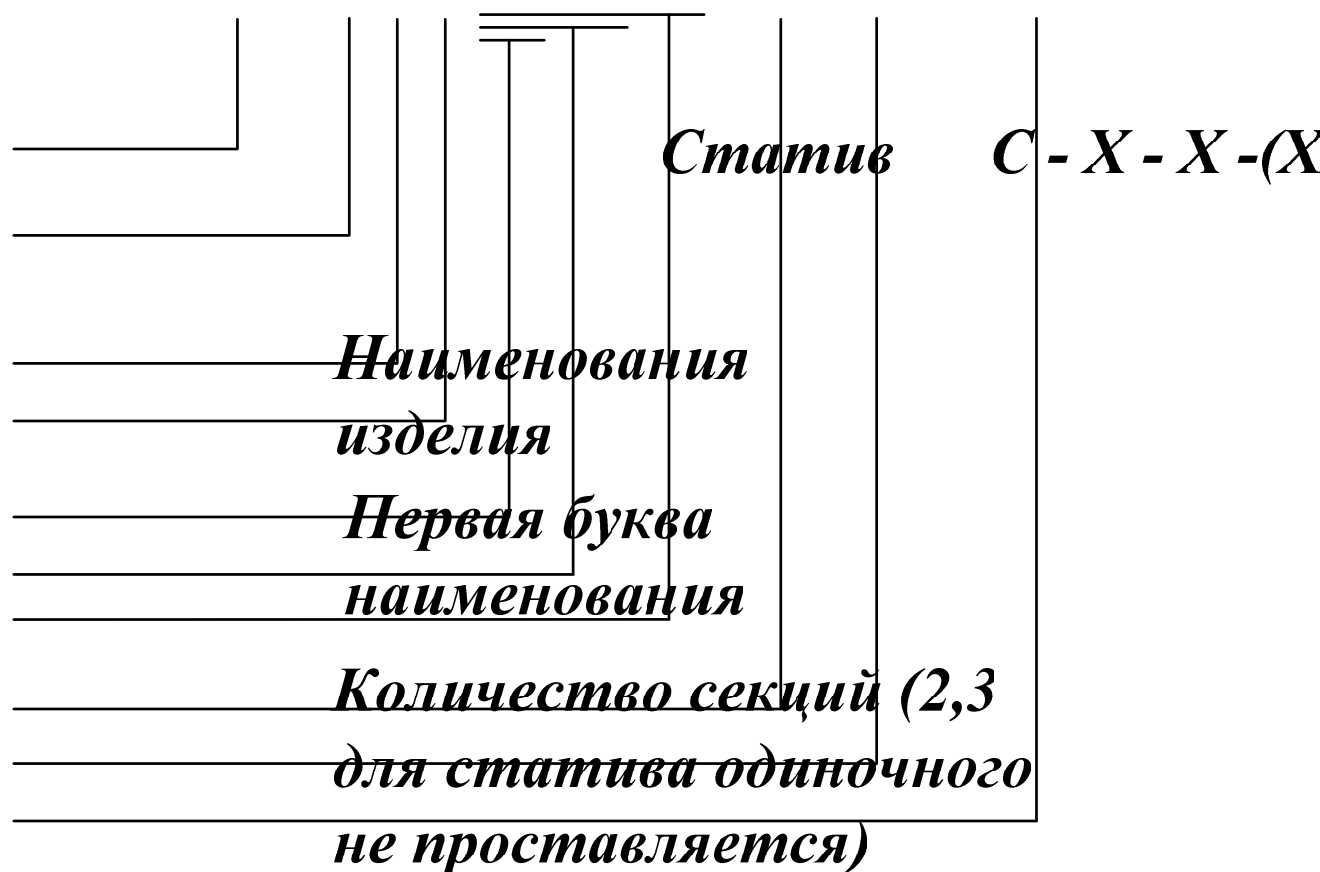 Статив С - Х - Х -(Х
Наименования
изделия
Первая буква
наименования
Количество секций (2,3
для статива одиночного
не проставляется)